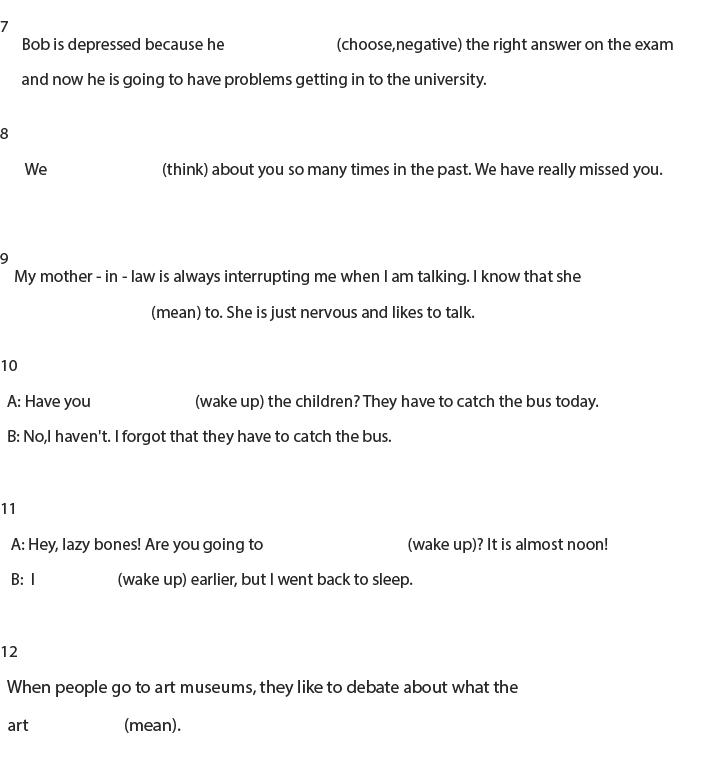 7
Bob is depressed because he (choose,negative) the right answer on the exam
and now he is going to have problems getting in to the university.
8
We (think) about you so many times in the past. We have really missed you.
9
My mother - in - law is always interrupting me when I am talking. I know that she
(mean) to. She is just nervous and likes to talk.
10
A: Have you (wake up) the children? They have to catch the bus today.
B: No,I haven't. I forgot that they have to catch the bus.
11
A: Hey, lazy bones! Are you going to (wake up)? It is almost noon!
B: I (wake up) earlier, but I went back to sleep.
12
When people go to art museums, they like to debate about what the
art (mean).